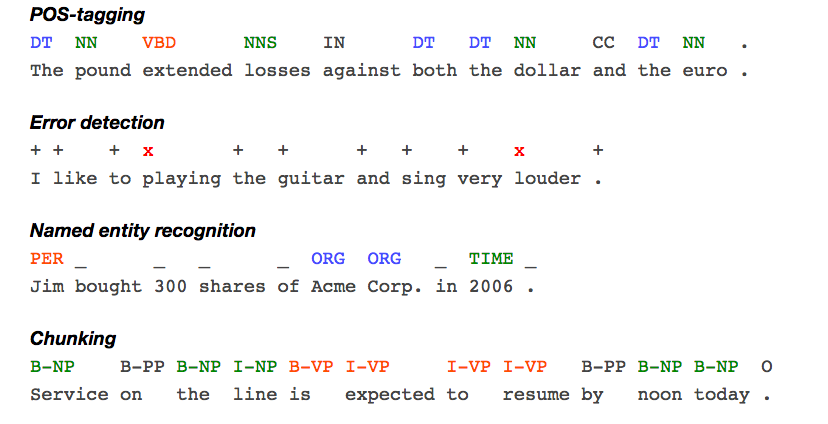 POS-tagging
DT NN VBD NNS IN DT DT NN CC DT NN .
The pound extended losses against both the dollar and the euro .
Error detection
+ + + x + + + + + x +
I like to playing the guitar and sing very louder .
Named entity recognition
PER _ _ _ _ ORG ORG _ TIME _
Jim bought 300 shares of Acme Corp. in 2006 .
Chunking
B-NP B-PP B-NP I-NP B-VP I-VP I-VP I-VP B-PP B-NP B-NP O
Service on the line is expected to resume by noon today .